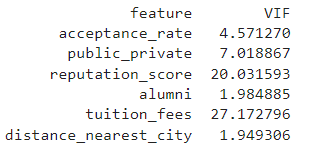 feature VIF
acceptance_rate 4.571270
public_private 7.018867
reputation_score 20.031593
alumni 1.984885
tuition_fees 27.172796
distance_nearest_city 1.949306